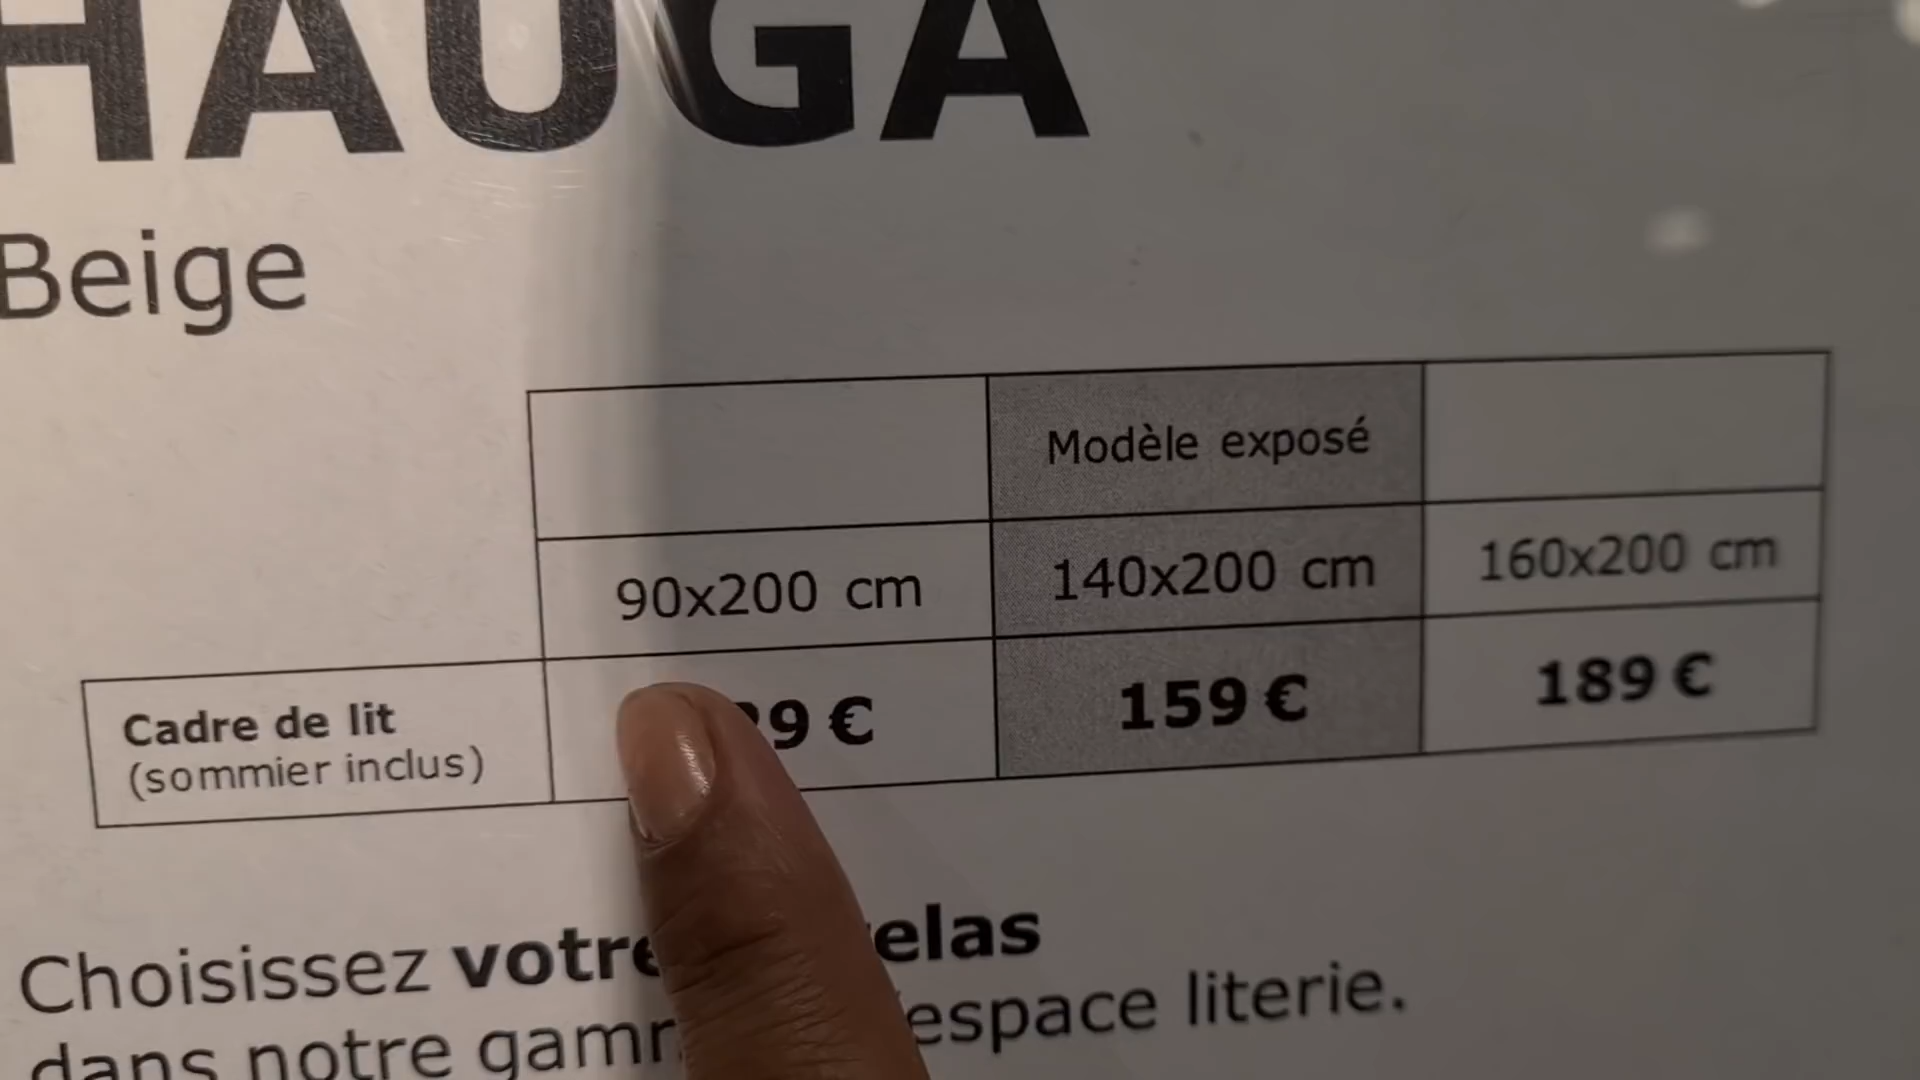 HAUGA
Beige
Modèle exposé
90x200 cm 140x200 cm 160x200 cm
Cadre de lit
(sommier inclus)
9 € 159 € 189 €
Choisissez votre elas
dans notre espace literie.